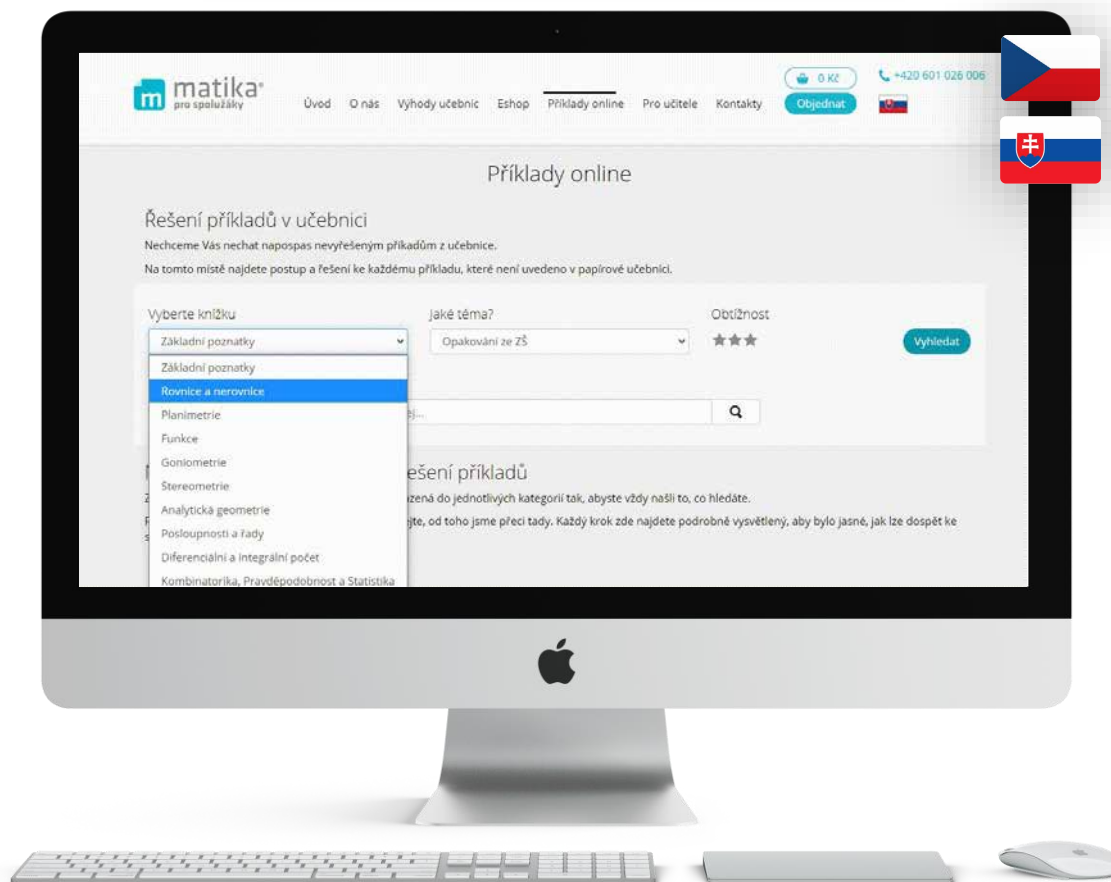 matika®
pro spolužáky
Úvod O nás Výhody učebnic Eshop Příklady online Pro učitele Kontakty
0 Kč
Objednat
+420 601 026 006
Příklady online
Řešení příkladů v učebnici
Nechceme Vás nechat napospas nevyřešeným příkadům z učebnice.
Na tomto místě najdete postup a řešení ke každému příkladu, které není uvedeno v papírové učebnici.
Vyberte knížku Jaké téma? Obtížnost
Základní poznatky Opakování ze ZŠ Vyhledat
Základní poznatky
Rovnice a nerovnice
Planimetrie
Funkce
Goniometrie
ešení příkladů
Stereometrie
zená do jednotlivých kategorií tak, abyste vždy našli to, co hledáte.
Analytická geometrie
jte, od toho jsme přeci tady. Každý krok zde najdete podrobně vysvětlený, aby bylo jasné, jak lze dospět ke
Posloupnosti a řady
Diferenciální a Integrální počet
Kombinatorika, Pravděpodobnost a Statistika